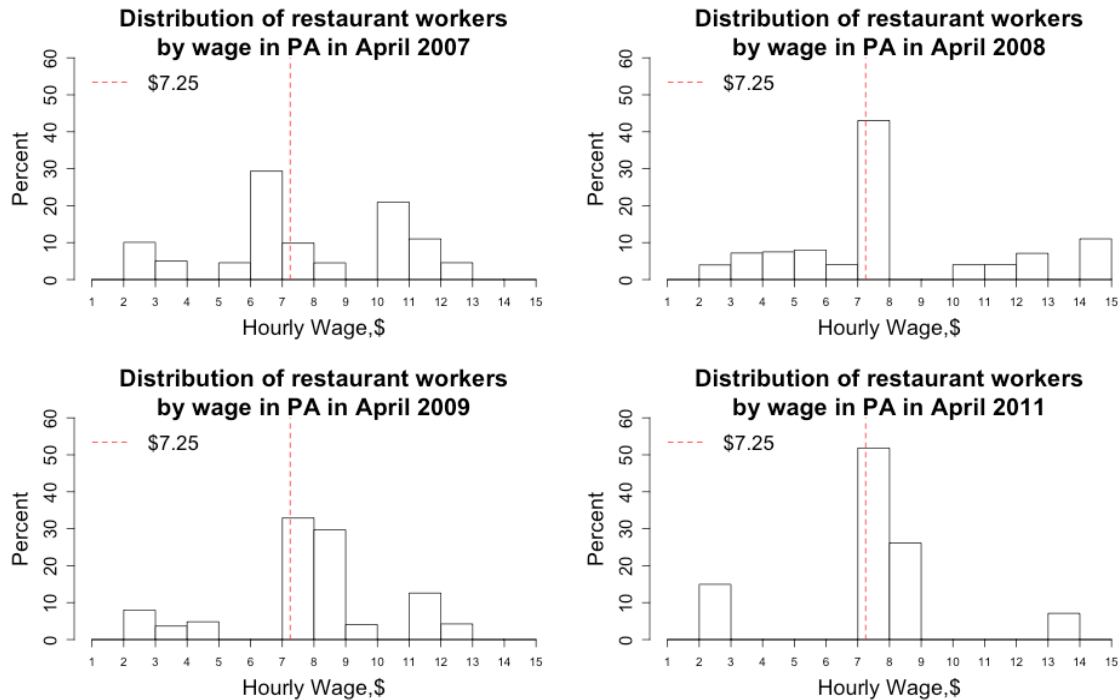 Distribution of restaurant workers
by wage in PA in April 2007
$7.25
Percent
60
50
40
30
20
10
0
1 2 3 4 5 6 7 8 9 10 11 12 13 14 15
Hourly Wage,$
Distribution of restaurant workers
by wage in PA in April 2008
$7.25
Percent
60
50
40
30
20
10
0
1 2 3 4 5 6 7 8 9 10 11 12 13 14 15
Hourly Wage,$
Distribution of restaurant workers
by wage in PA in April 2009
$7.25
Percent
60
50
40
30
20
10
0
1 2 3 4 5 6 7 8 9 10 11 12 13 14 15
Hourly Wage,$
Distribution of restaurant workers
by wage in PA in April 2011
$7.25
Percent
60
50
40
30
20
10
0
1 2 3 4 5 6 7 8 9 10 11 12 13 14 15
Hourly Wage,$